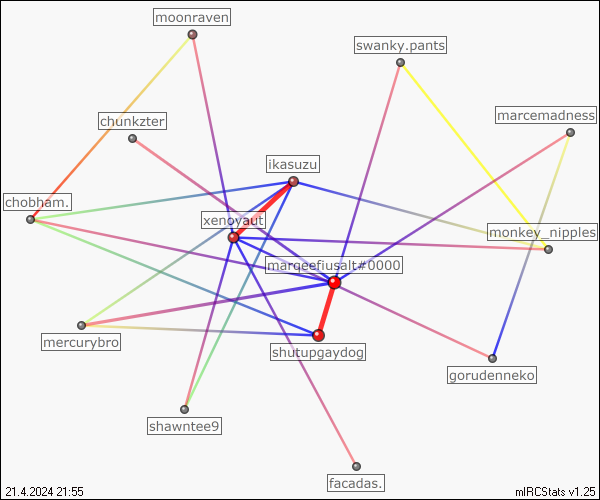 moonraven
swanky.pants
marcemadness
chunkzter
ikasuzu
chobham.
xenoyaut
monkey_nipples
marqeefiusalt#0000
mercurybro
shutupgaydog
gorudenneko
shawntee9
facadas.
21.4.2024 21:55
mIRCStats v1.25